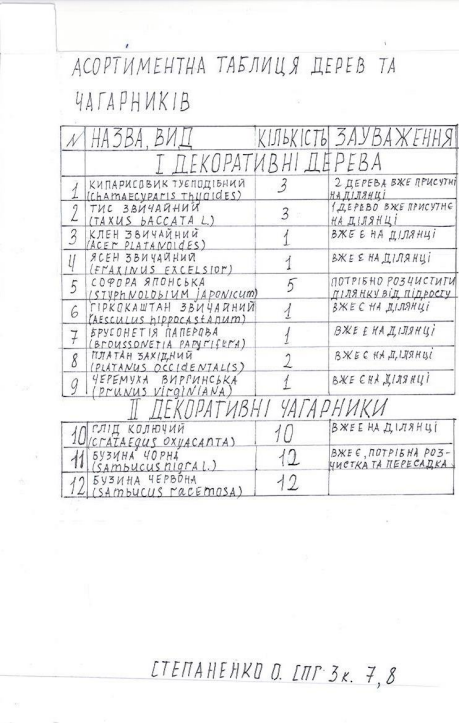 АСОРТИМЕНТНА ТАБЛИЦЯ ДЕРЕВ ТА
ЧАГАРНИКІВ
N НАЗВА, ВИД КІЛЬКІСТЬ ЗАУВАЖЕННЯ
I ДЕКОРАТИВНІ ДЕРЕВА
1 КИПАРИСОВИК ТУЕПОДІБНИЙ 3 2 ДЕРЕВА ВЖЕ ПРИСУТНІ
(Chamaecyparis thyoides) НА ДІЛЯНЦІ
2 ТИС ЗВИЧАЙНИЙ 3 1 ДЕРЕВО ВЖЕ ПРИСУТНЄ
(TAXUS BACCATA L.) НА ДІЛЯНЦІ
3 КЛЕН ЗВИЧАЙНИЙ 1 ВЖЕ Є НА ДІЛЯНЦІ
(Acer PLATANOIDES)
4 ЯСЕН ЗВИЧАЙНИЙ 1 ВЖЕ Є НА ДІЛЯНЦІ
(FRAXINUS EXCELSIOR)
5 СОФОРА ЯПОНСЬКА 5 ПОТРІБНО РОЗЧИСТИТИ
(STYPHNOLOBIUM JAPONICUM) ДІЛЯНКУ ВІД ПІДРОСТУ
6 ГІРКОКАШТАН ЗВИЧАЙНИЙ 1 ВЖЕ Є НА ДІЛЯНЦІ
(AESCULUS HIPPOCASTANUM)
7 БРУСОНЕТІЯ ПАПЕРОВА 1 ВЖЕ Є НА ДІЛЯНЦІ
(BROUSSONETIA PAPYRIFERA)
8 ПЛАТАН ЗАХІДНИЙ 2 ВЖЕ Є НА ДІЛЯНЦІ
(PLATANUS OCCIDENTALIS)
9 ЧЕРЕМУХА ВИРГИНСЬКА 1 ВЖЕ Є НА ДІЛЯНЦІ
(PRUNUS VIRGINIANA)
II ДЕКОРАТИВНІ ЧАГАРНИКИ
10 ГЛІД КОЛЮЧИЙ 10 ВЖЕ Є НА ДІЛЯНЦІ
(CRATAEGUS OXYACANTA)
11 БУЗИНА ЧОРНА 12 ВЖЕ Є, ПОТРІБНА РОЗ-
(Sambucus nigra L.) ЧИСТКА ТА ПЕРЕСАДКА
12 БУЗИНА ЧЕРВОНА 12
(SAMBUCUS RACEMOSA)
СТЕПАНЕНКО О. СПГ 3 к. 7, 8